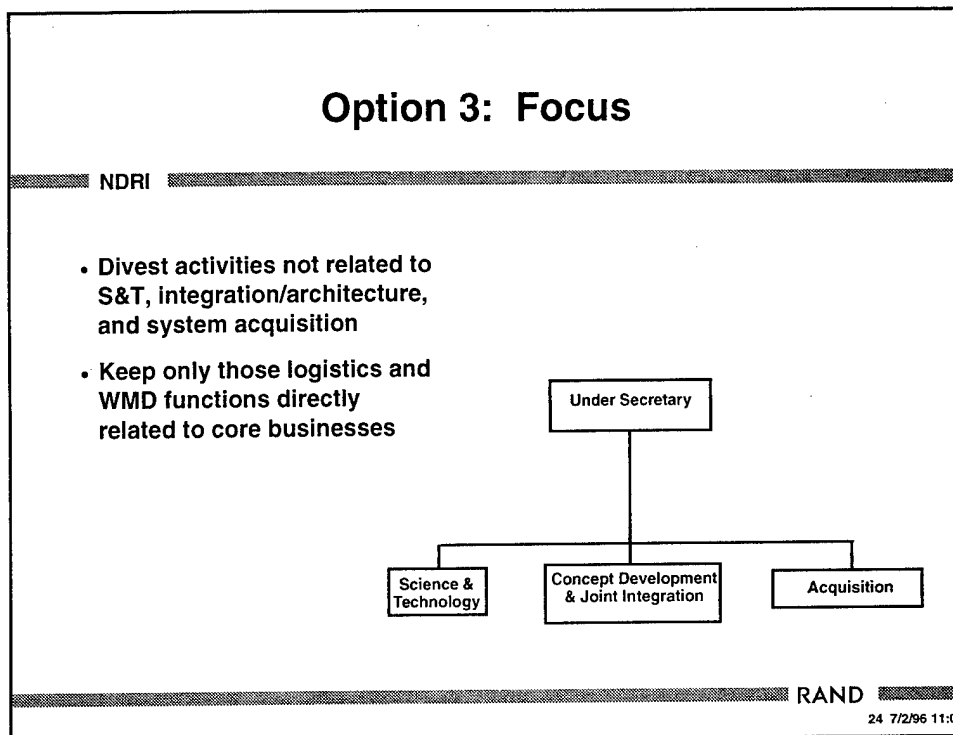 Option 3: Focus
NDRI
• Divest activities not related to
S&T, integration/architecture,
and system acquisition
• Keep only those logistics and
WMD functions directly
related to core businesses
Under Secretary
Science &
Technology
Concept Development
& Joint Integration
Acquisition
RAND
24 7/2/96